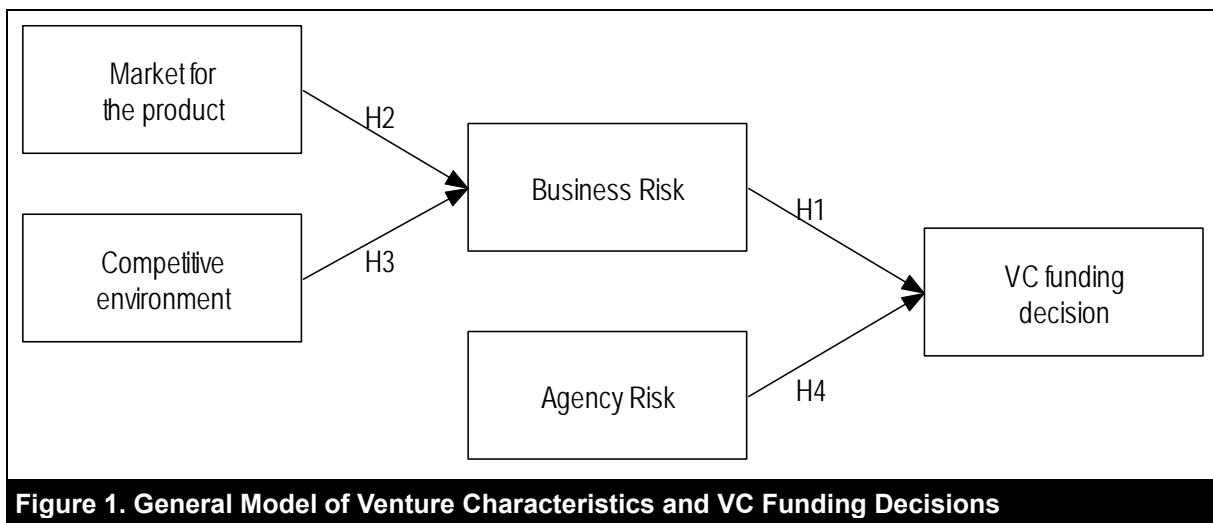 Market for
the product
H2
Business Risk
H1
Competitive
environment
H3
VC funding
decision
Agency Risk
H4
Figure 1. General Model of Venture Characteristics and VC Funding Decisions